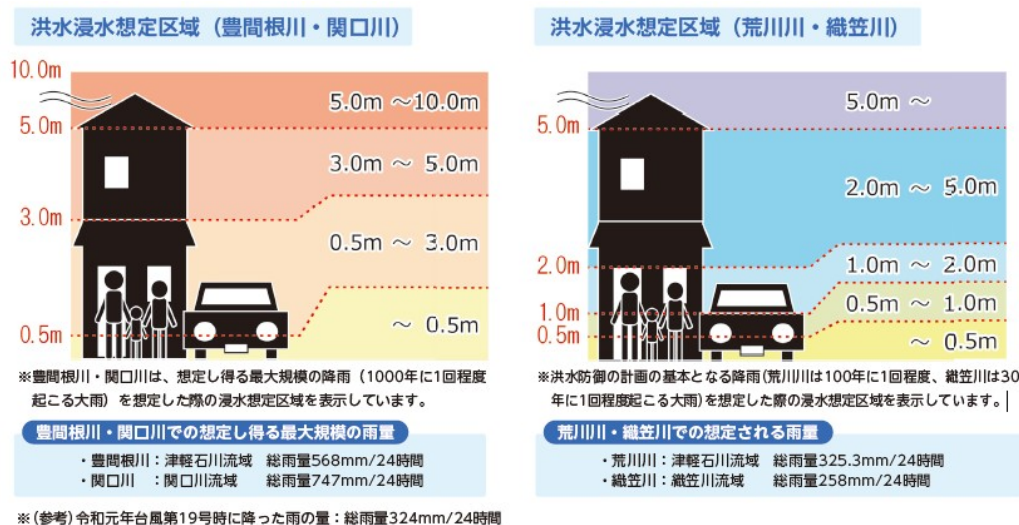 洪水浸水想定区域（豊間根川・関口川）
10.0m
5.0m ～10.0m
5.0m
3.0m ～ 5.0m
3.0m
0.5m ～ 3.0m
0.5m
～ 0.5m
※豊間根川・関口川は、想定し得る最大規模の降雨（1000年に1回程度
起こる大雨）を想定した際の浸水想定区域を表示しています。
豊間根川・関口川での想定し得る最大規模の雨量
・豊間根川：津軽石川流域　総雨量568mm/24時間
・関口川　：関口川流域　　総雨量747mm/24時間
※(参考)令和元年台風第19号時に降った雨の量：総雨量324mm/24時間
洪水浸水想定区域（荒川川・織笠川）
5.0m ～
5.0m
2.0m ～ 5.0m
2.0m
1.0m ～ 2.0m
1.0m
0.5m ～ 1.0m
0.5m
～ 0.5m
※洪水防御の計画の基本となる降雨(荒川川は100年に1回程度、織笠川は30
年に1回程度起こる大雨)を想定した際の浸水想定区域を表示しています。
荒川川・織笠川での想定される雨量
・荒川川：津軽石川流域　総雨量325.3mm/24時間
・織笠川：織笠川流域　総雨量258mm/24時間